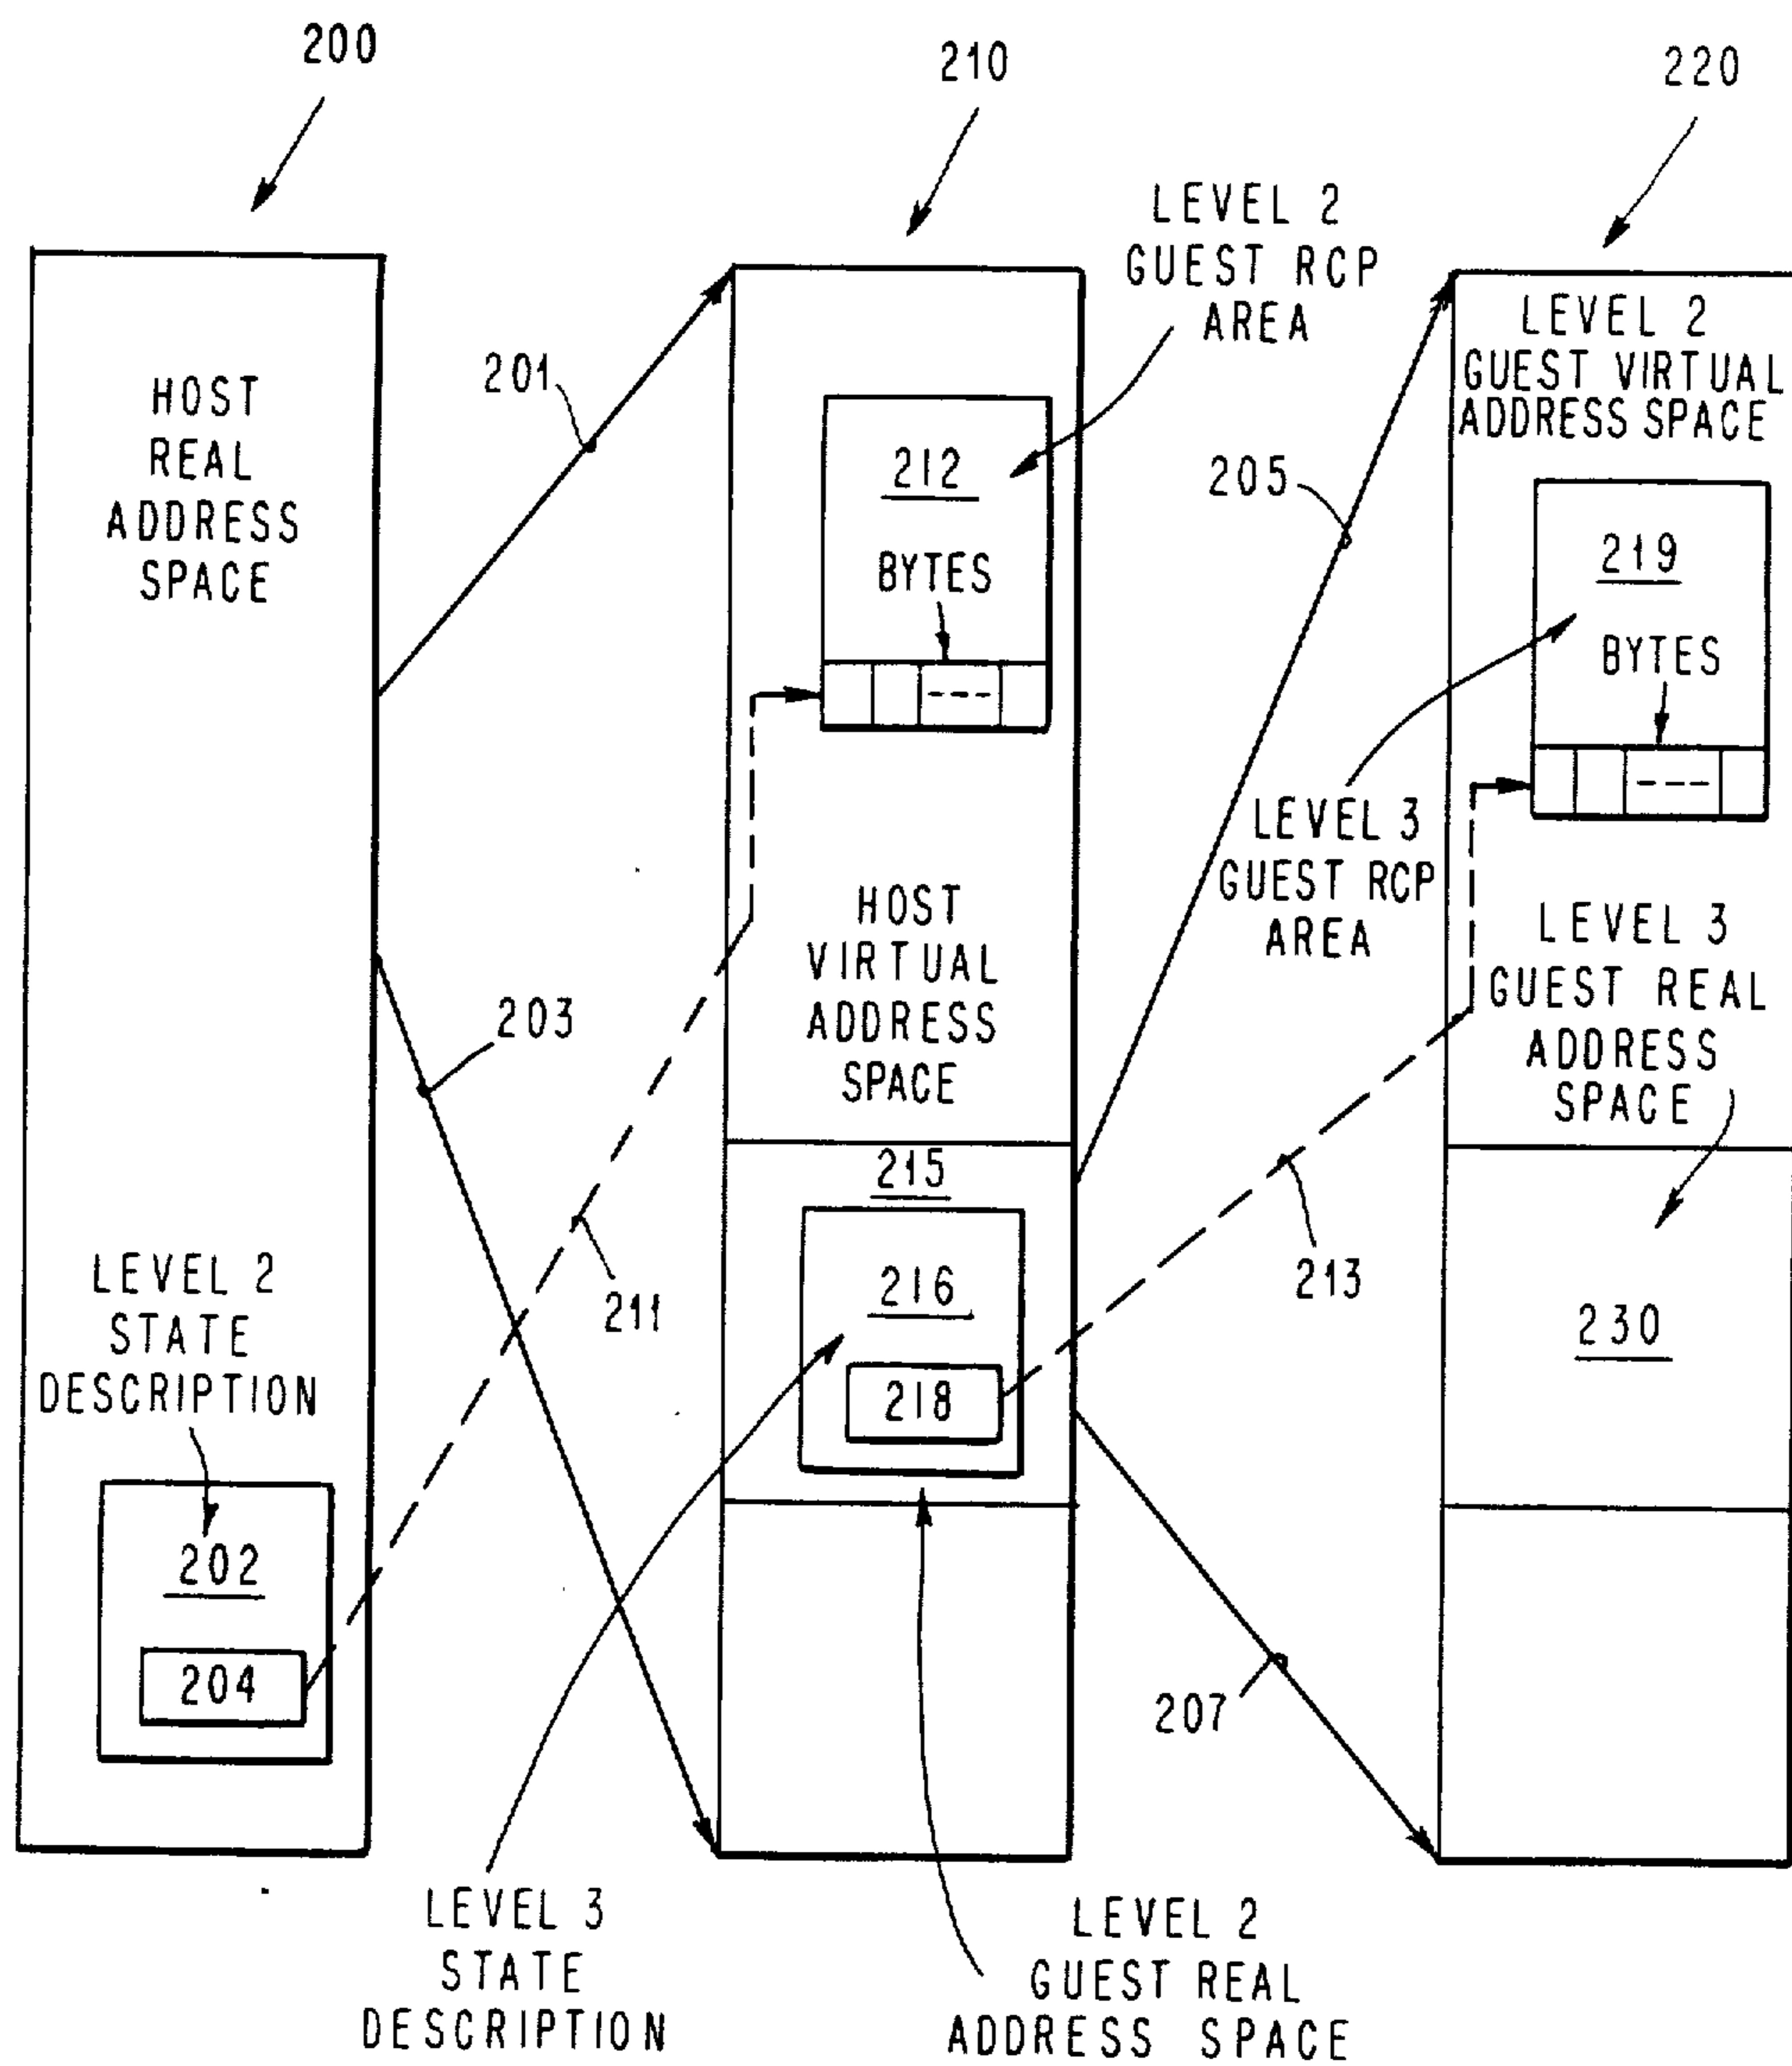 200
210
220
LEVEL 2
GUEST RCP
AREA
LEVEL 2
GUEST VIRTUAL
ADDRESS SPACE
HOST
REAL
ADDRESS
SPACE
201
212
BYTES
---
205
219
BYTES
---
LEVEL 3
GUEST RCP
AREA
HOST
VIRTUAL
ADDRESS
SPACE
LEVEL 3
GUEST REAL
ADDRESS
SPACE
203
215
211
216
218
213
230
LEVEL 2
STATE
DESCRIPTION
202
204
207
LEVEL 3
STATE
DESCRIPTION
LEVEL 2
GUEST REAL
ADDRESS SPACE